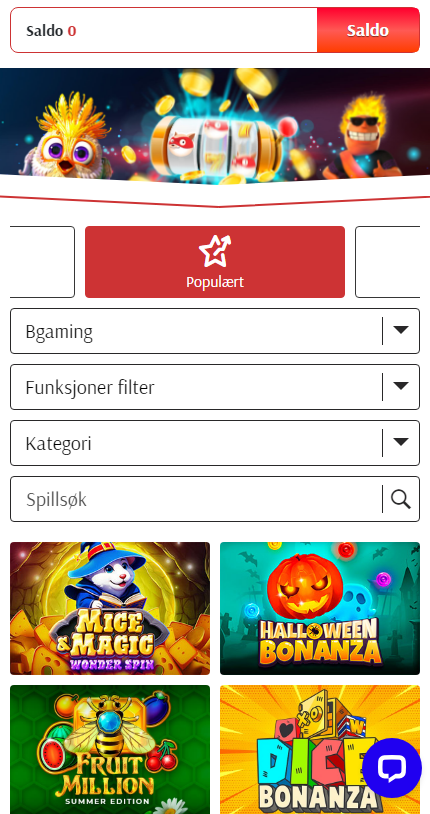 Saldo 0
Saldo
Populært
Bgaming
Funksjoner filter
Kategori
Spillsøk
MICE
& MAGIC
WONDER SPIN
HALLOWEEN
BONANZA
FRUIT
MILLION
SUMMER EDITION
DICE
BONANZA